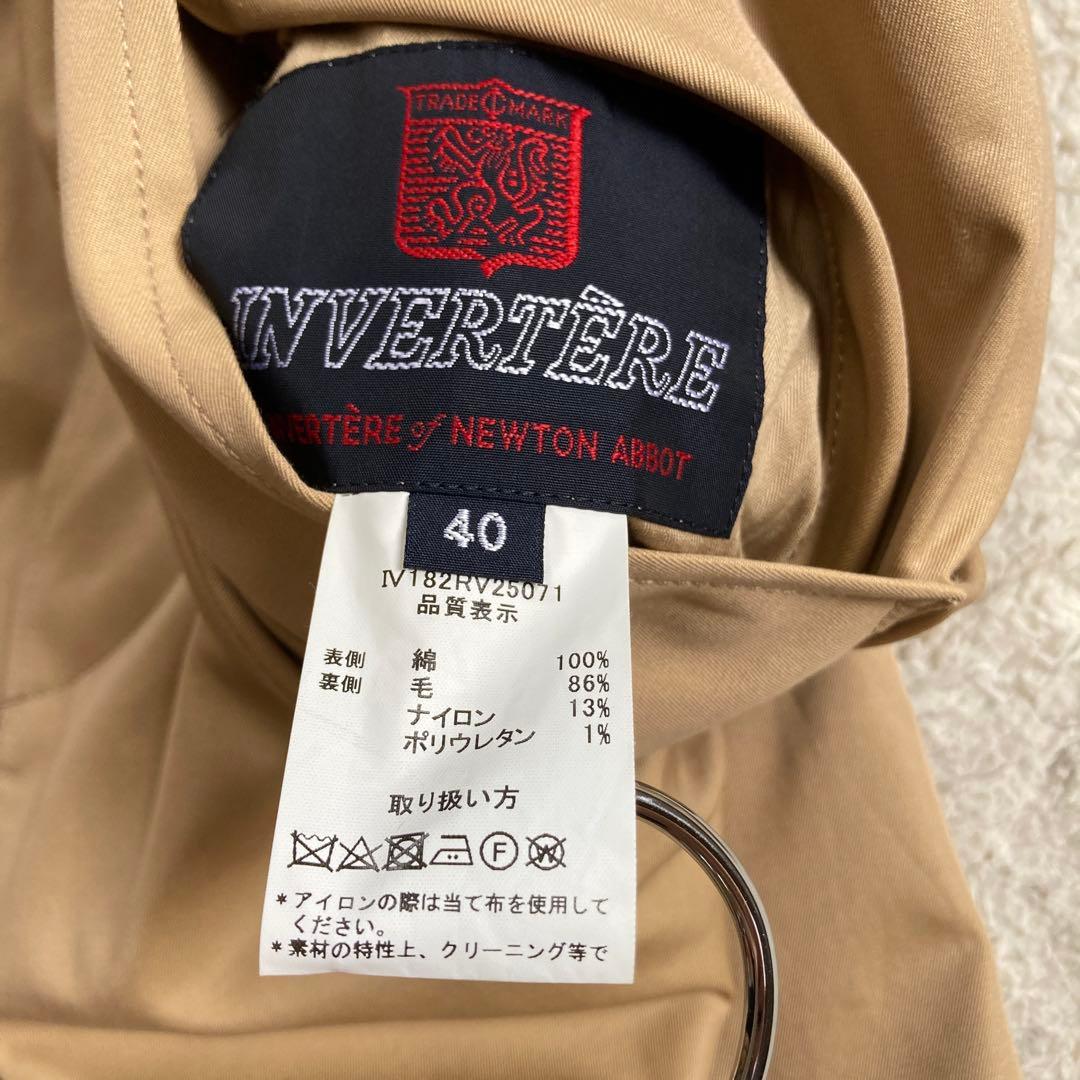 TRADE MARK
INVERTÈRE
INVERTÈRE of NEWTON ABBOT
40
IV182RV25071
品質表示
表側 綿 100%
裏側 毛 86%
ナイロン 13%
ポリウレタン 1%
取り扱い方
F W
*アイロンの際は当て布を使用して
ください。
*素材の特性上、クリーニング等で